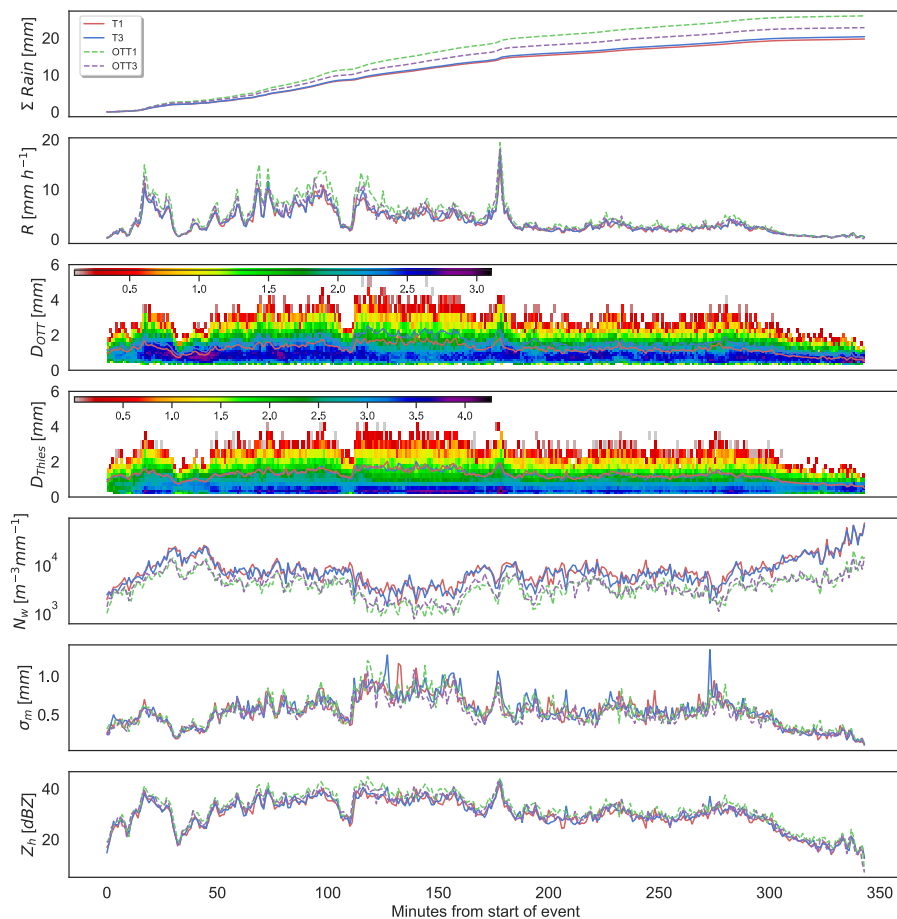 Σ Rain [mm]
20
10
0
T1
T3
OTT1
OTT3
R [mm h⁻¹]
20
10
0
D_OTT [mm]
6
4
2
0
0.5 1.0 1.5 2.0 2.5 3.0
D_Thies [mm]
6
4
2
0
0.5 1.0 1.5 2.0 2.5 3.0 3.5 4.0
N_w [m⁻³mm⁻¹]
10⁴
10³
σ_m [mm]
1.0
0.5
Z_h [dBZ]
40
20
0 50 100 150 200 250 300 350
Minutes from start of event